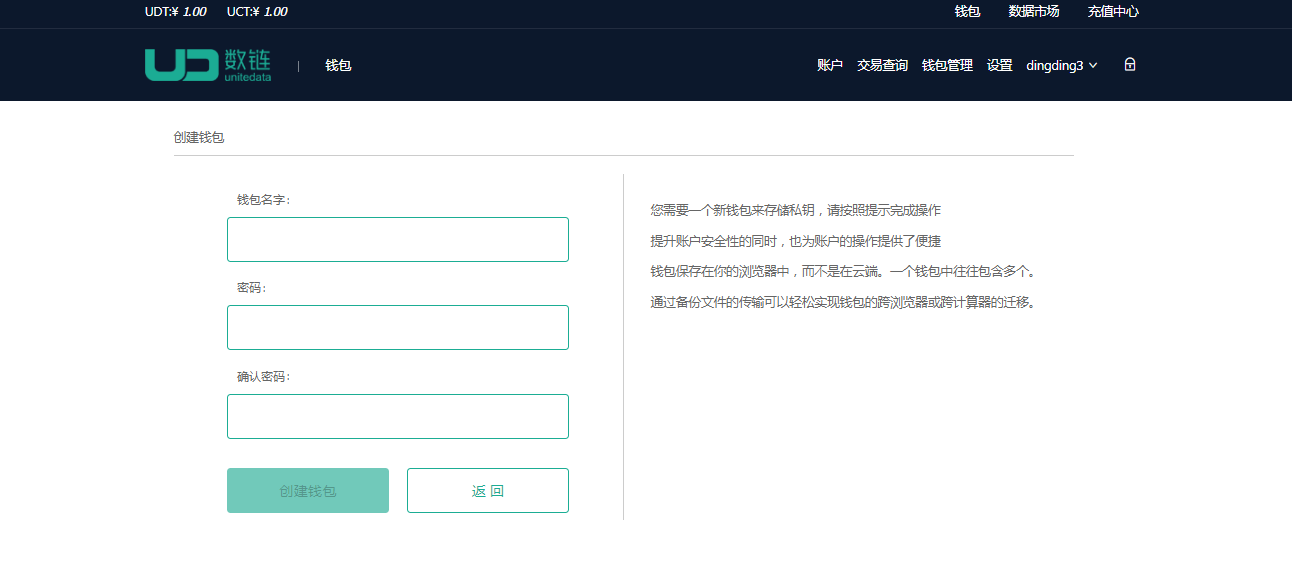 UDT:¥ 1.00 UCT:¥ 1.00 钱包 数据市场 充值中心
UD 数链 unitedata | 钱包 账户 交易查询 钱包管理 设置 dingding3
创建钱包
钱包名字：
您需要一个新钱包来存储私钥，请按照提示完成操作
提升账户安全性的同时，也为账户的操作提供了便捷
钱包保存在你的浏览器中，而不是在云端。一个钱包中往往包含多个。
通过备份文件的传输可以轻松实现钱包的跨浏览器或跨计算器的迁移。
密码：
确认密码：
创建钱包 返 回